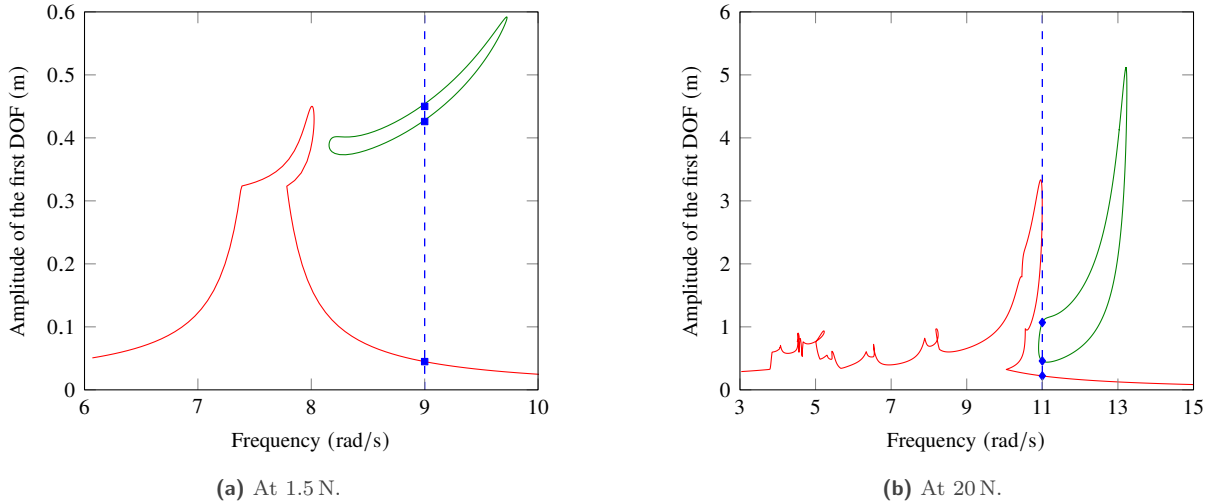 0.6
0.5
0.4
0.3
0.2
0.1
0
Amplitude of the first DOF (m)
6 7 8 9 10
Frequency (rad/s)
(a) At 1.5 N.
6
5
4
3
2
1
0
Amplitude of the first DOF (m)
3 5 7 9 11 13 15
Frequency (rad/s)
(b) At 20 N.